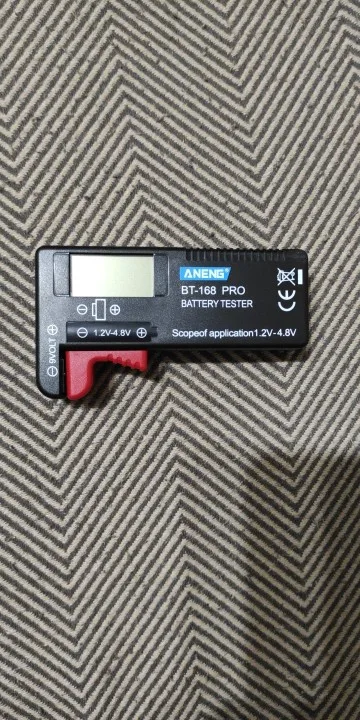 ANENG®
BT-168 PRO
BATTERY TESTER
CE
⊖ ⊕
⊖ 1.2V-4.8V ⊕
Scopeof application1.2V-4.8V
⊖ 9VOLT ⊕